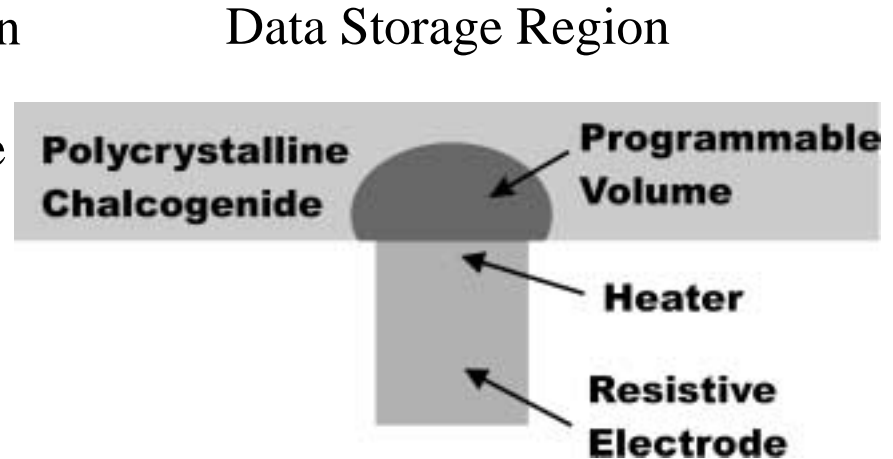 n
Data Storage Region
e
Polycrystalline
Chalcogenide
Programmable
Volume
Heater
Resistive
Electrode